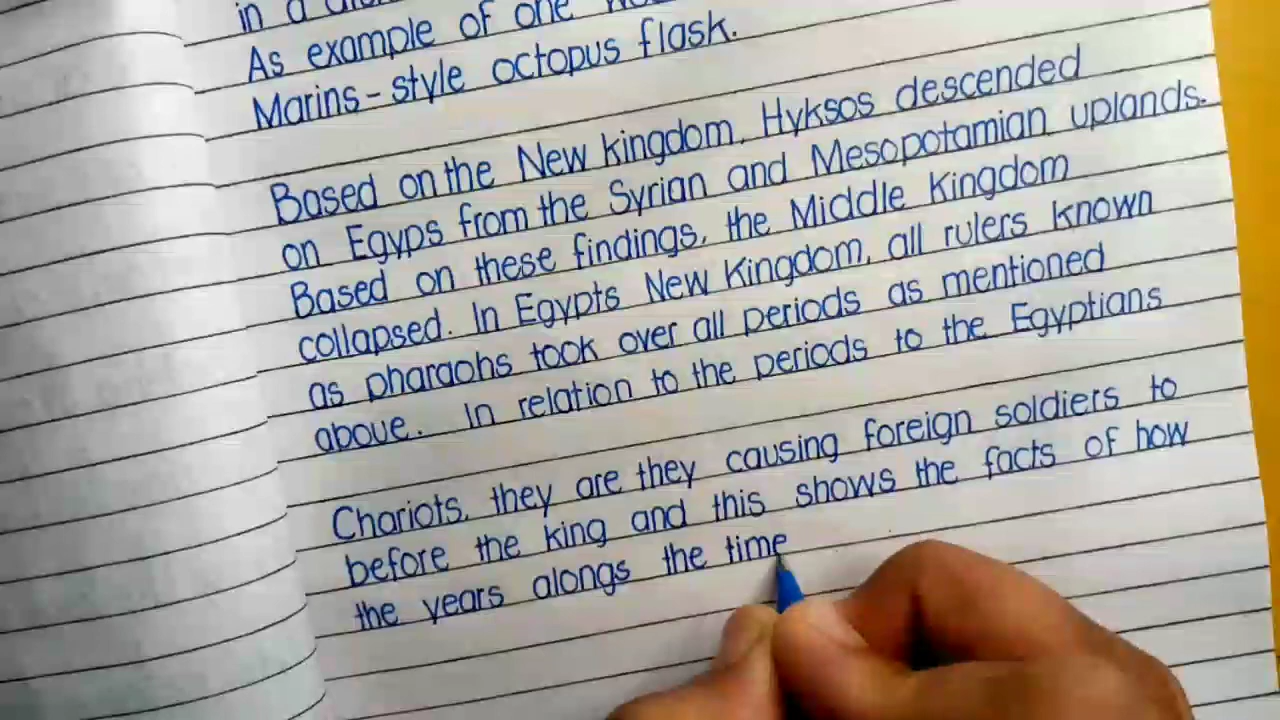 in a
As example of one
Marins-style octopus flask.
Based on the New Kingdom, Hyksos descended
on Egyps from the Syrian and Mesopotamian uplands.
Based on these findings, the Middle Kingdom
collapsed. In Egypts New Kingdom, all rulers known
as pharaohs took over all periods as mentioned
above. In relation to the periods to the Egyptians
Chariots, they are they causing foreign soldiers to
before the king and this shows the facts of how
the years alongs the time